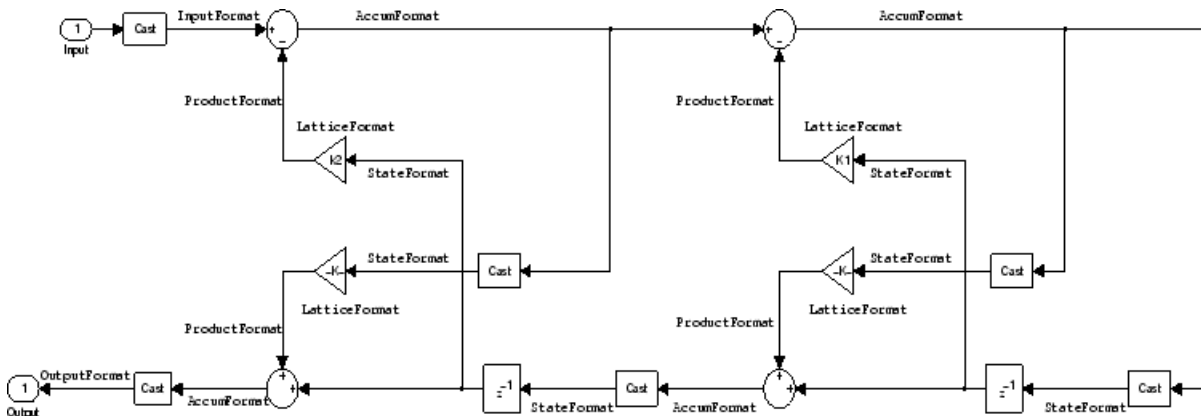 InputFormat AccumFormat AccumFormat
1 Cast + - + -
Input
ProductFormat ProductFormat
LatticeFormat LatticeFormat
k2 K1
StateFormat StateFormat
StateFormat StateFormat
-K- Cast -K- Cast
LatticeFormat LatticeFormat
ProductFormat ProductFormat
OutputFormat + +
1 Cast + z-1 Cast + z-1 Cast
Output AccumFormat StateFormat AccumFormat StateFormat